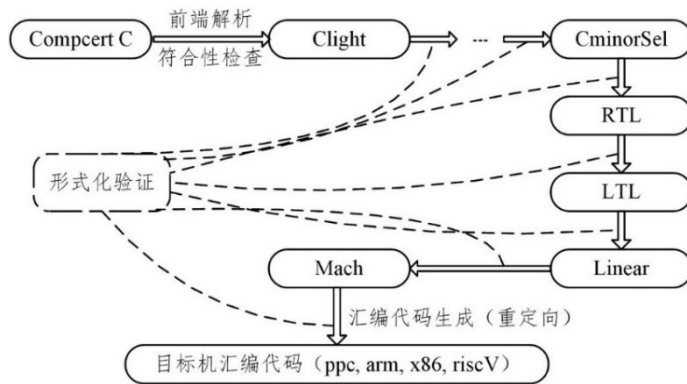 前端解析
Compcert C
Clight
---
CminorSel
符合性检查
RTL
形式化验证
LTL
Mach
Linear
汇编代码生成（重定向）
目标机汇编代码（ppc, arm, x86, riscV）